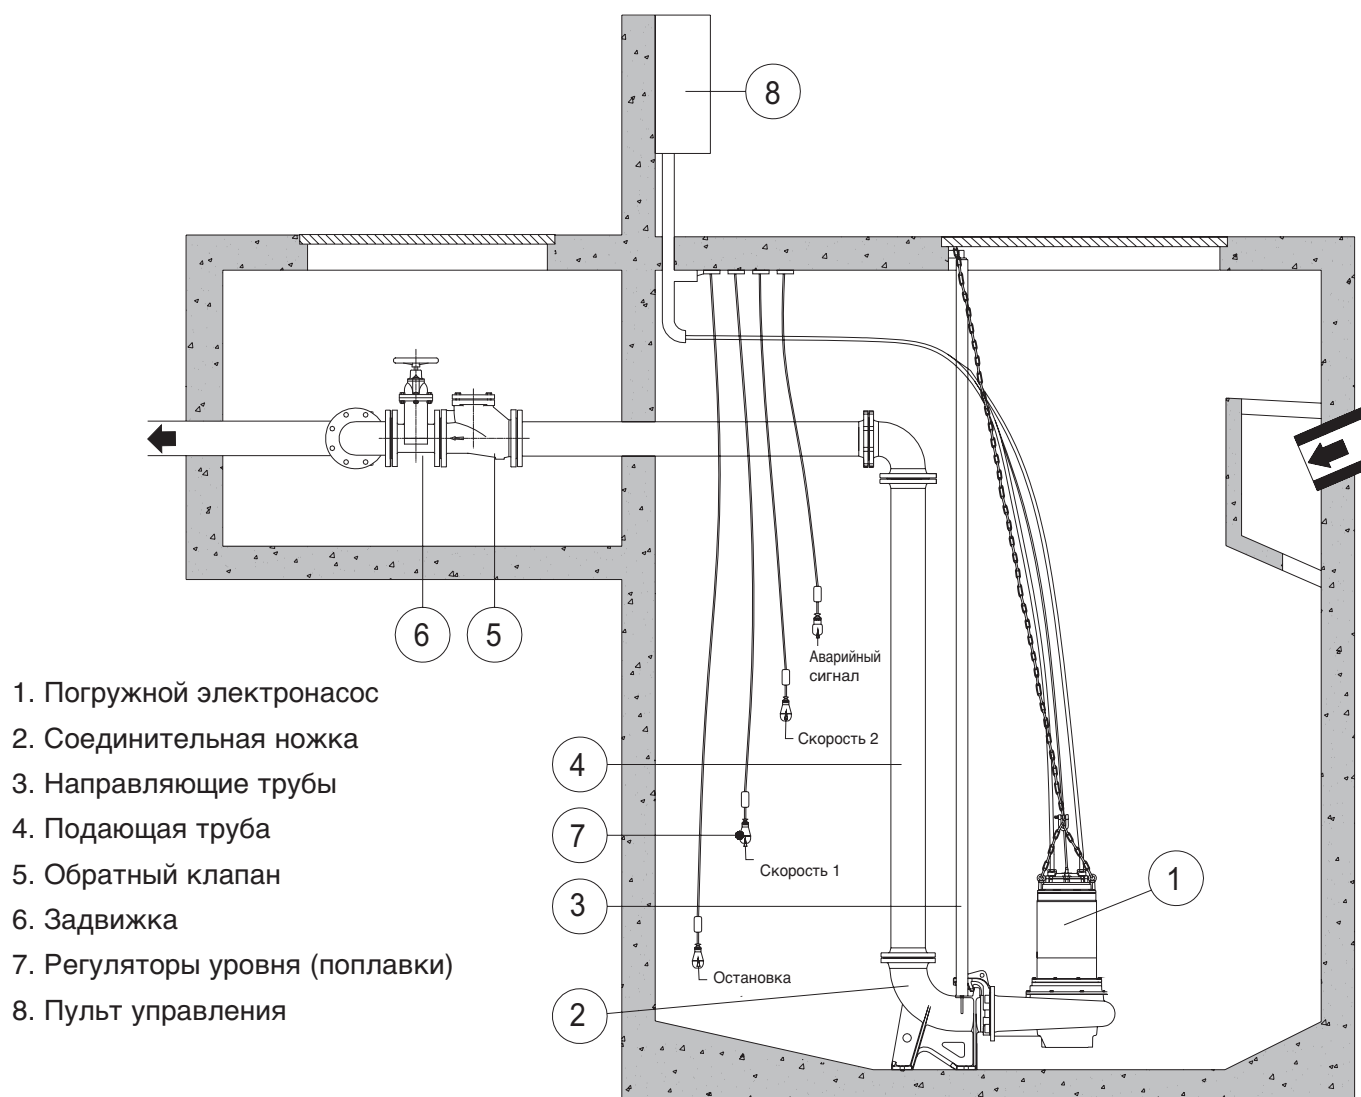 8
6
5
Аварийный
сигнал
Скорость 2
4
7
Скорость 1
1
3
Остановка
2
1. Погружной электронасос
2. Соединительная ножка
3. Направляющие трубы
4. Подающая труба
5. Обратный клапан
6. Задвижка
7. Регуляторы уровня (поплавки)
8. Пульт управления